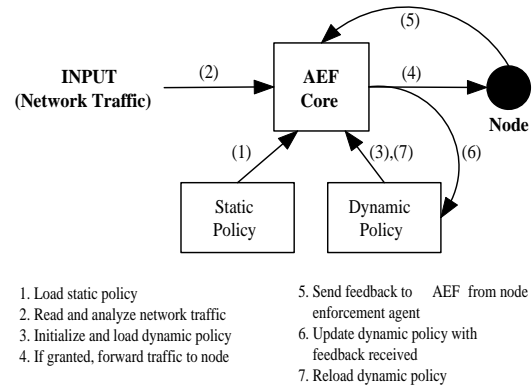 (5)
INPUT
(Network Traffic)
(2)
AEF
Core
(4)
Node
(1)
(3),(7)
(6)
Static
Policy
Dynamic
Policy
1. Load static policy
2. Read and analyze network traffic
3. Initialize and load dynamic policy
4. If granted, forward traffic to node
5. Send feedback to AEF from node
enforcement agent
6. Update dynamic policy with
feedback received
7. Reload dynamic policy